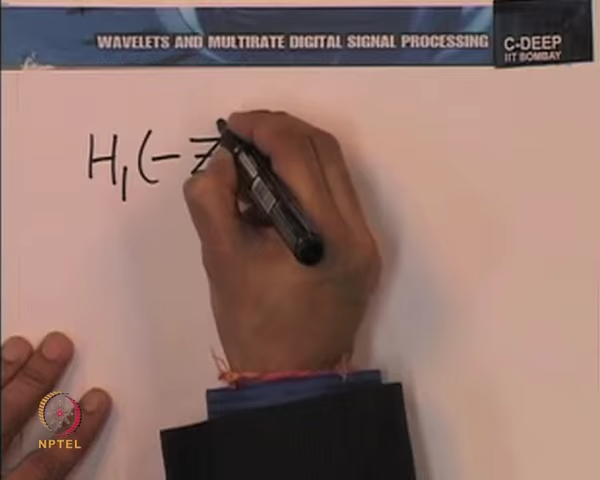 WAVELETS AND MULTIRATE DIGITAL SIGNAL PROCESSING
C-DEEP
IIT BOMBAY
H₁(-Z
NPTEL